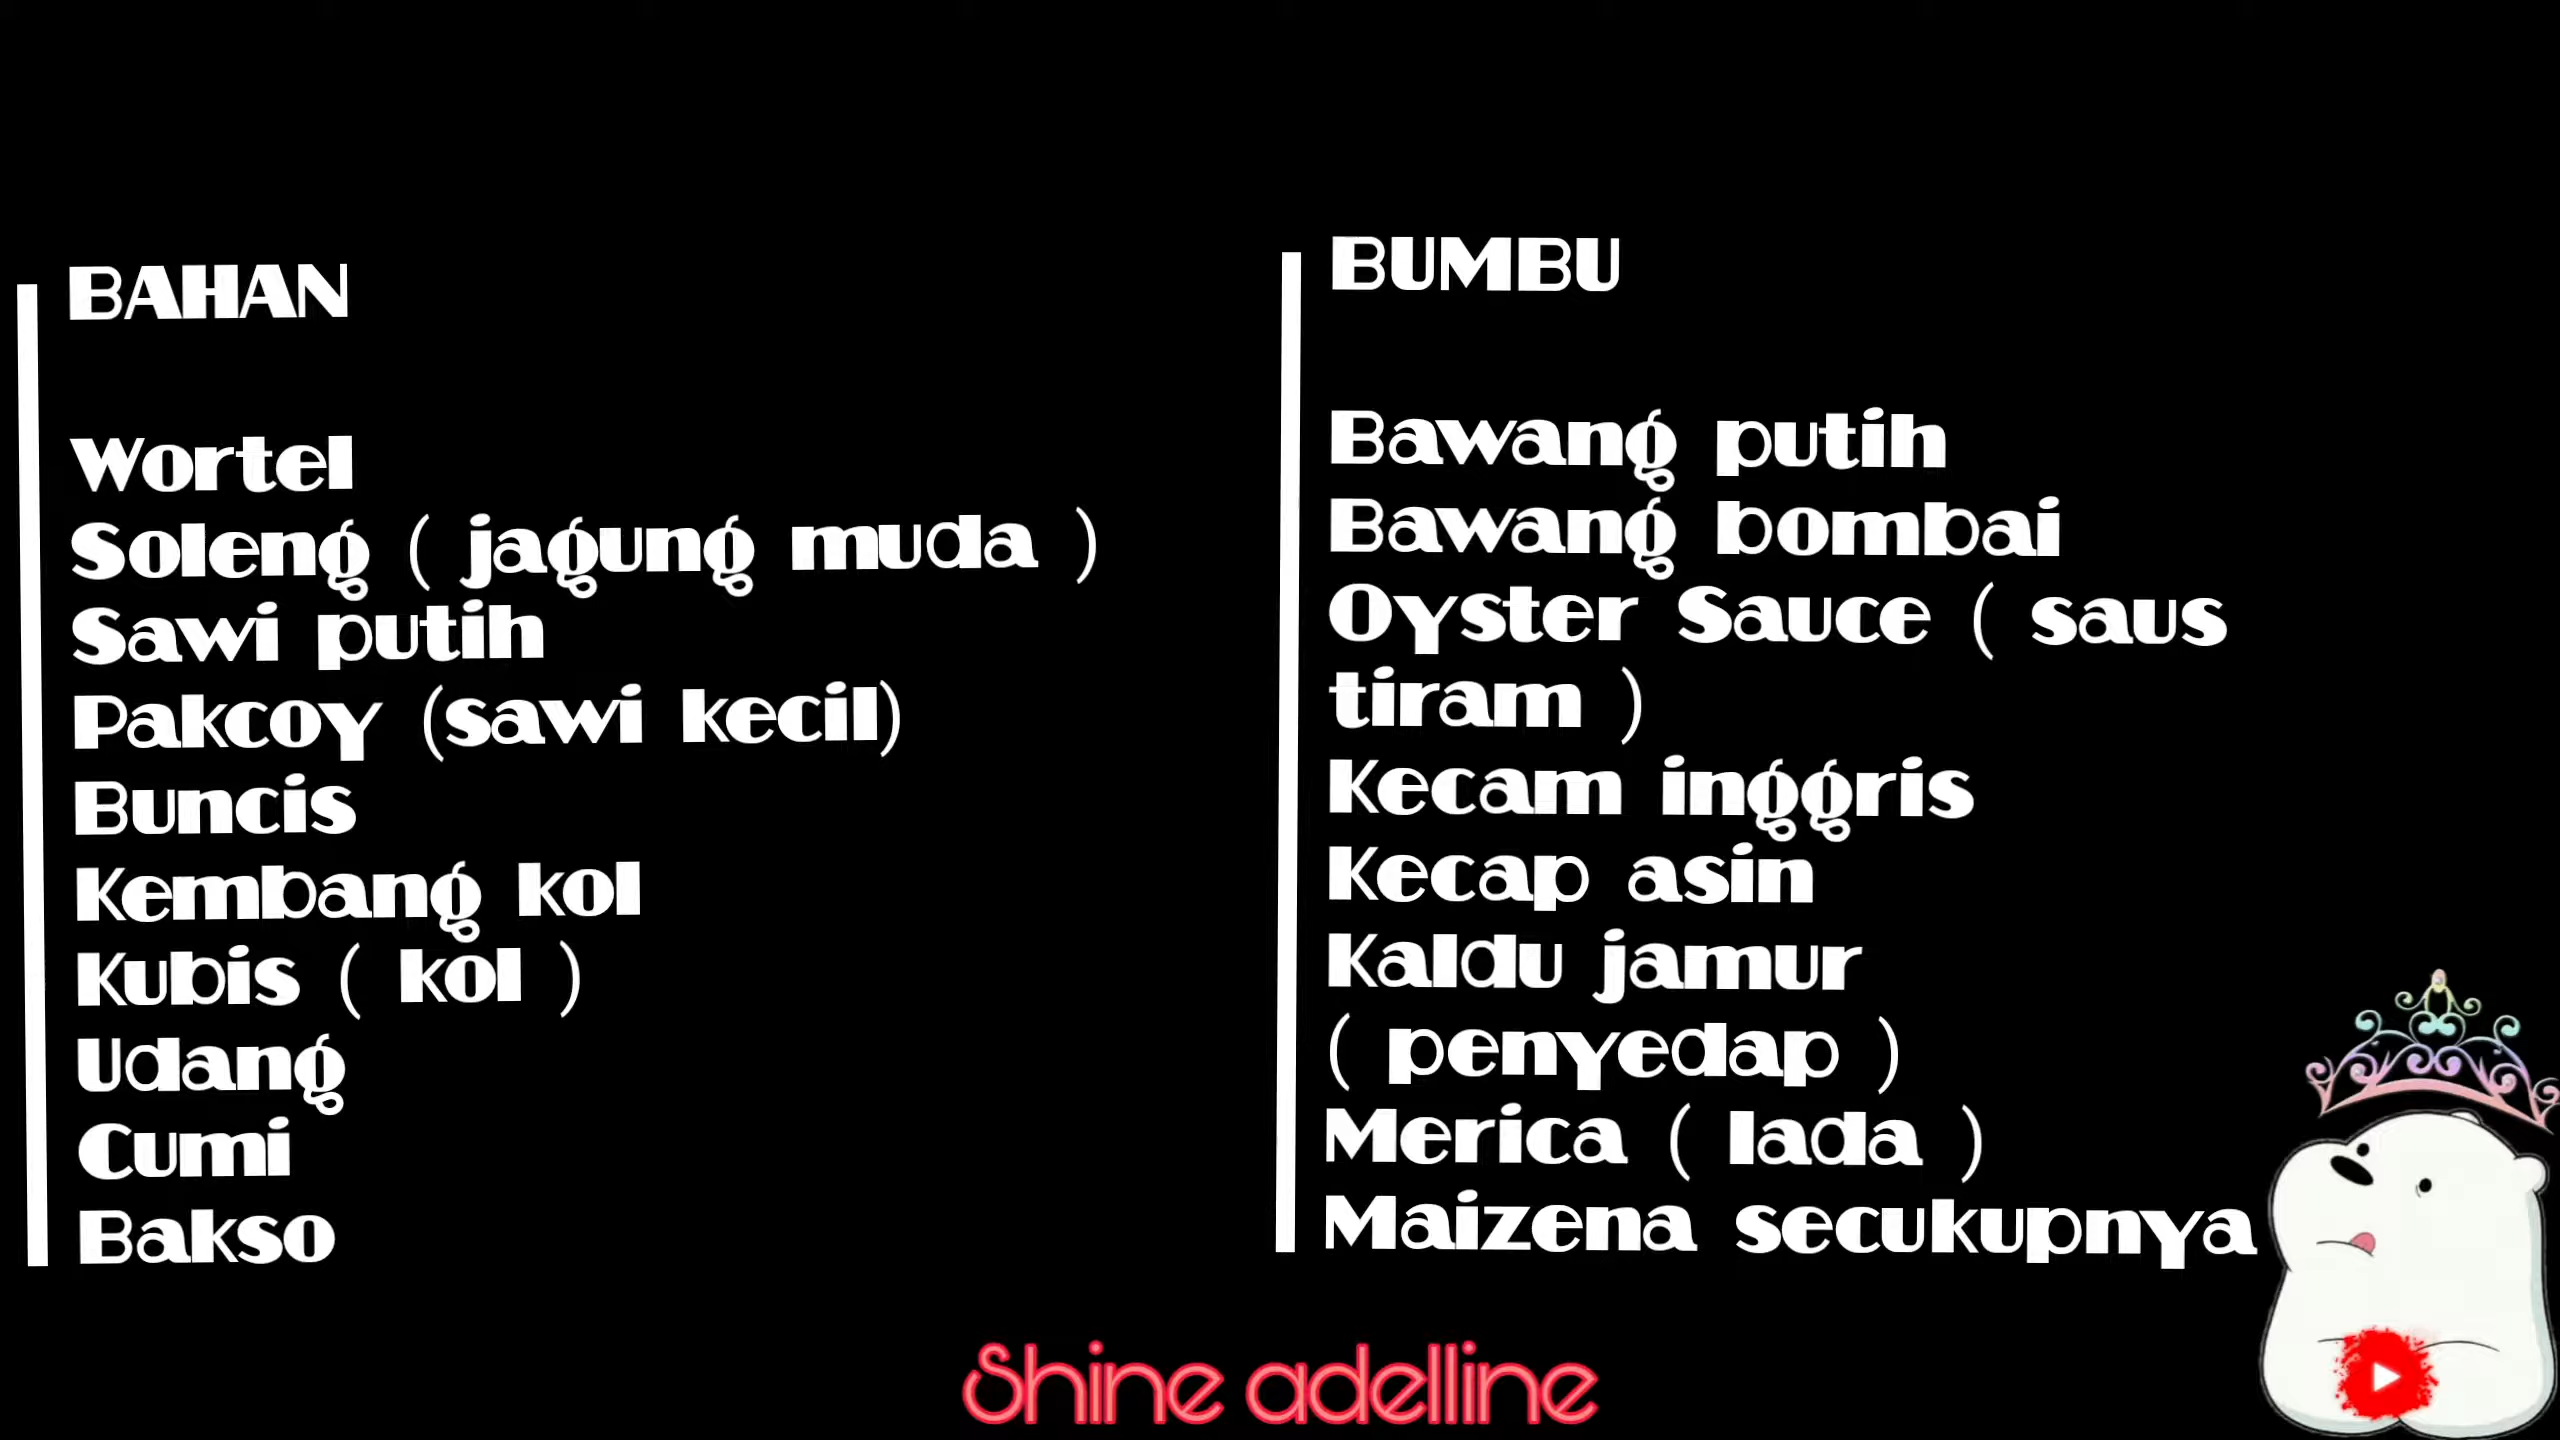 BAHAN
Wortel
Soleng ( jagung muda )
Sawi putih
Pakcoy (sawi kecil)
Buncis
Kembang kol
Kubis ( kol )
Udang
Cumi
Bakso
BUMBU
Bawang putih
Bawang bombai
Oyster Sauce ( saus
tiram )
Kecam inggris
Kecap asin
Kaldu jamur
( penyedap )
Merica ( lada )
Maizena secukupnya
Shine adelline